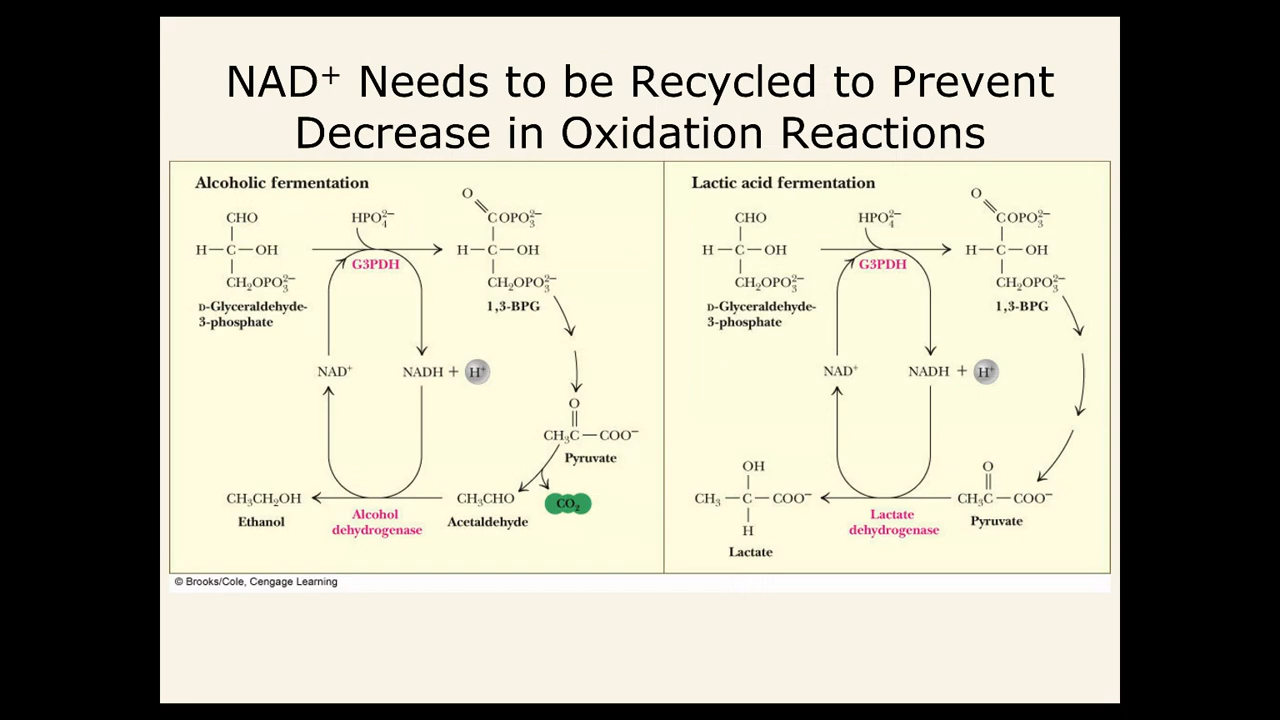 NAD⁺ Needs to be Recycled to Prevent
Decrease in Oxidation Reactions
Alcoholic fermentation
O
CHO
HPO₄²⁻
COPO₃²⁻
H—C—OH
H—C—OH
G3PDH
CH₂OPO₃²⁻
CH₂OPO₃²⁻
D-Glyceraldehyde-
3-phosphate
1,3-BPG
NAD⁺
NADH + H⁺
O
CH₃C—COO⁻
Pyruvate
CH₃CH₂OH
CH₃CHO
CO₂
Ethanol
Alcohol
dehydrogenase
Acetaldehyde
Lactic acid fermentation
O
CHO
HPO₄²⁻
COPO₃²⁻
H—C—OH
H—C—OH
G3PDH
CH₂OPO₃²⁻
CH₂OPO₃²⁻
D-Glyceraldehyde-
3-phosphate
1,3-BPG
NAD⁺
NADH + H⁺
OH
O
CH₃—C—COO⁻
CH₃C—COO⁻
H
Lactate
dehydrogenase
Pyruvate
Lactate
© Brooks/Cole, Cengage Learning